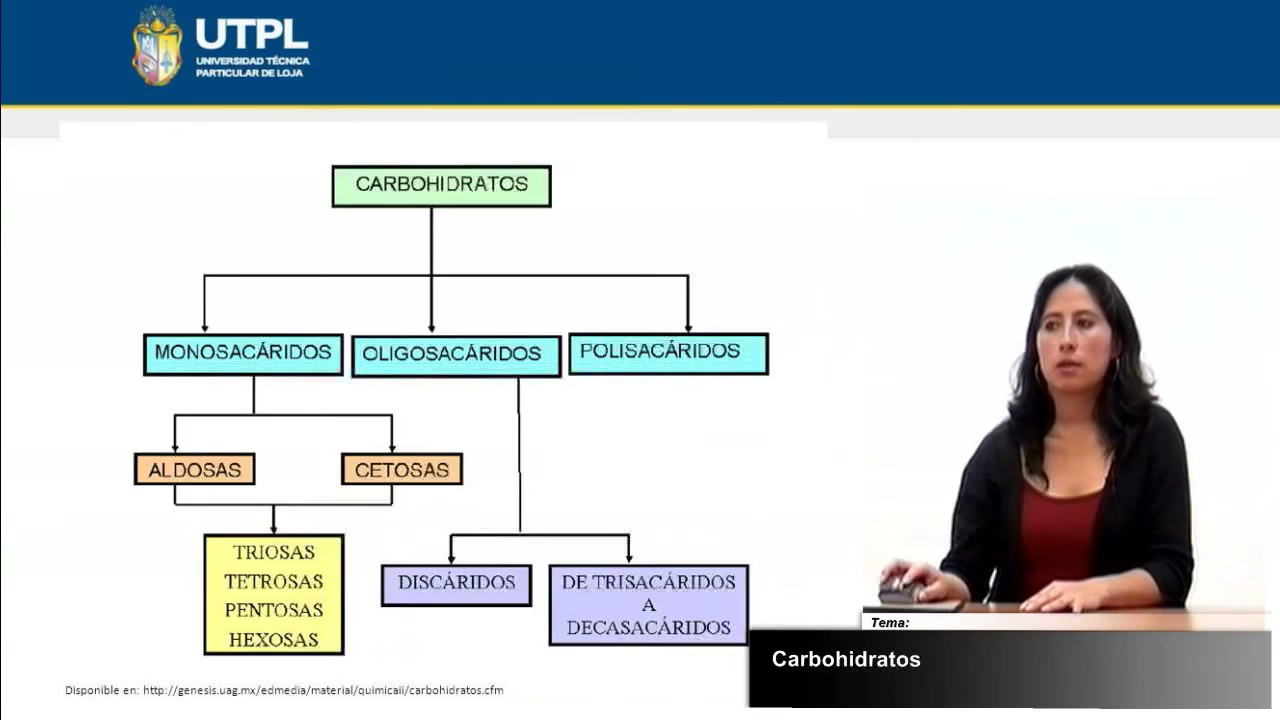 UTPL
UNIVERSIDAD TÉCNICA
PARTICULAR DE LOJA
CARBOHIDRATOS
MONOSACÁRIDOS
OLIGOSACÁRIDOS
POLISACÁRIDOS
ALDOSAS
CETOSAS
TRIOSAS
TETROSAS
PENTOSAS
HEXOSAS
DISCÁRIDOS
DE TRISACÁRIDOS
A
DECASACÁRIDOS
Tema:
Carbohidratos
Disponible en: http://genesis.uag.mx/edmedia/material/quimicaii/carbohidratos.cfm